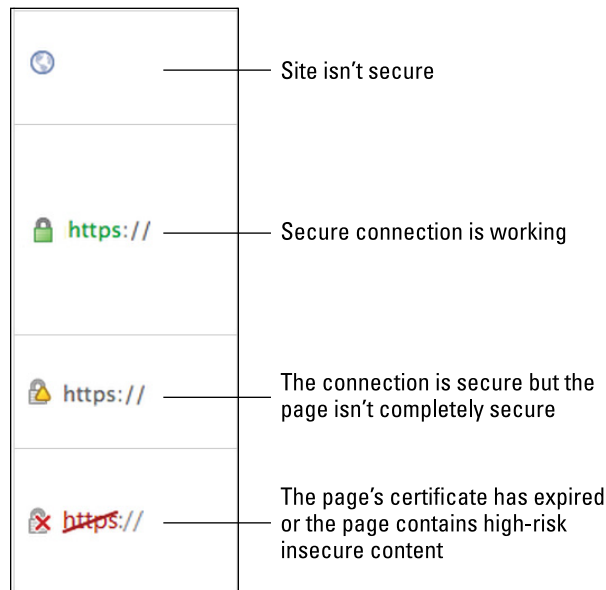 Site isn't secure
https://
Secure connection is working
https://
The connection is secure but the
page isn't completely secure
https://
The page's certificate has expired
or the page contains high-risk
insecure content